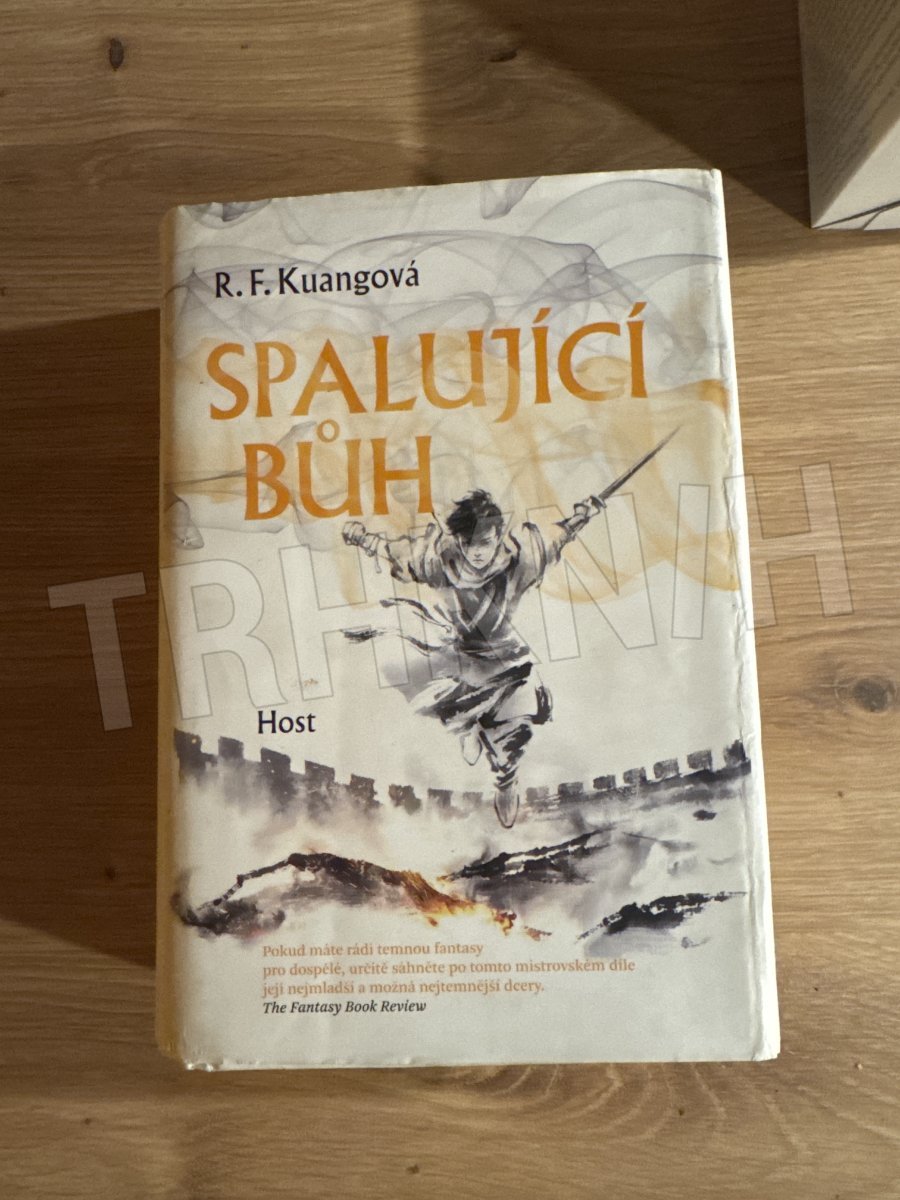 R. F. Kuangová
SPALUJÍCÍ
BŮH
TRHKNIH
Host
Pokud máte rádi temnou fantasy
pro dospělé, určitě sáhněte po tomto mistrovském díle
její nejmladší a možná nejtemnější dcery.
The Fantasy Book Review